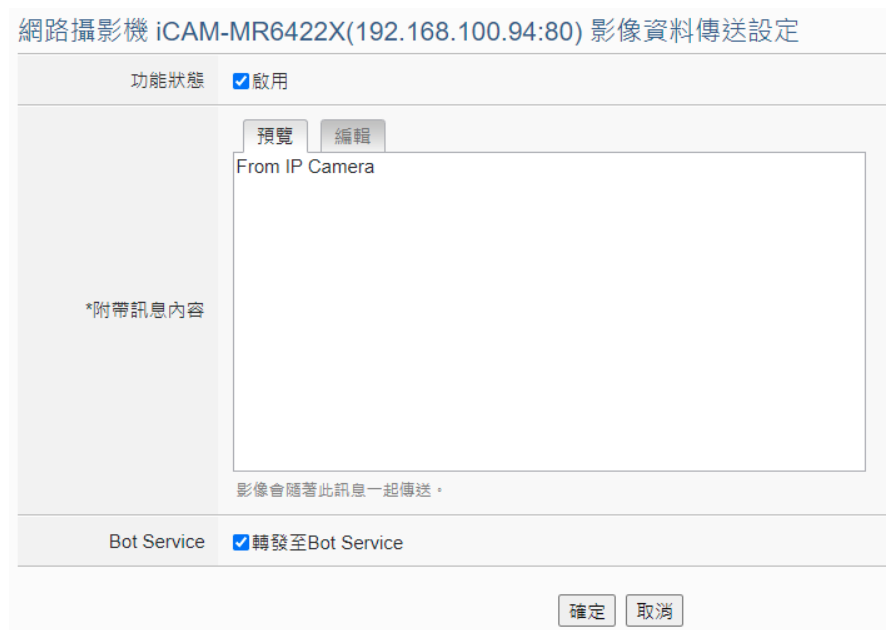 網路攝影機 iCAM-MR6422X(192.168.100.94:80) 影像資料傳送設定
功能狀態 啟用
預覽 編輯
From IP Camera
*附帶訊息內容
影像會隨著此訊息一起傳送。
Bot Service 轉發至Bot Service
確定 取消